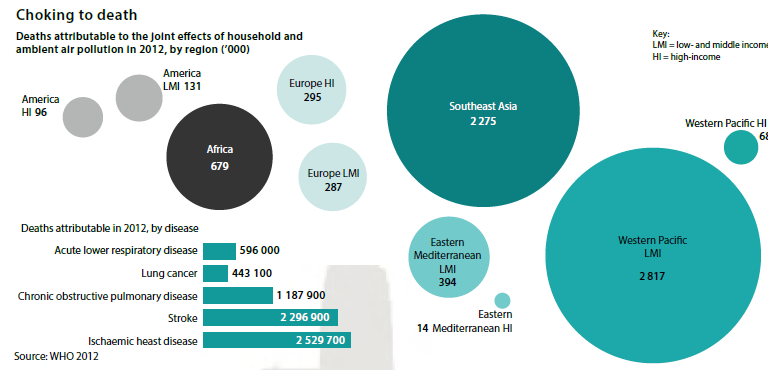 Choking to death
Deaths attributable to the joint effects of household and
ambient air pollution in 2012, by region ('000)
Key:
LMI = low- and middle income
HI = high-income
America
HI 96
America
LMI 131
Africa
679
Europe HI
295
Europe LMI
287
Southeast Asia
2 275
Western Pacific HI
68
Western Pacific
LMI
2 817
Eastern
Mediterranean
LMI
394
Eastern
14 Mediterranean HI
Deaths attributable in 2012, by disease
Acute lower respiratory disease 596 000
Lung cancer 443 100
Chronic obstructive pulmonary disease 1 187 900
Stroke 2 296 900
Ischaemic heast disease 2 529 700
Source: WHO 2012